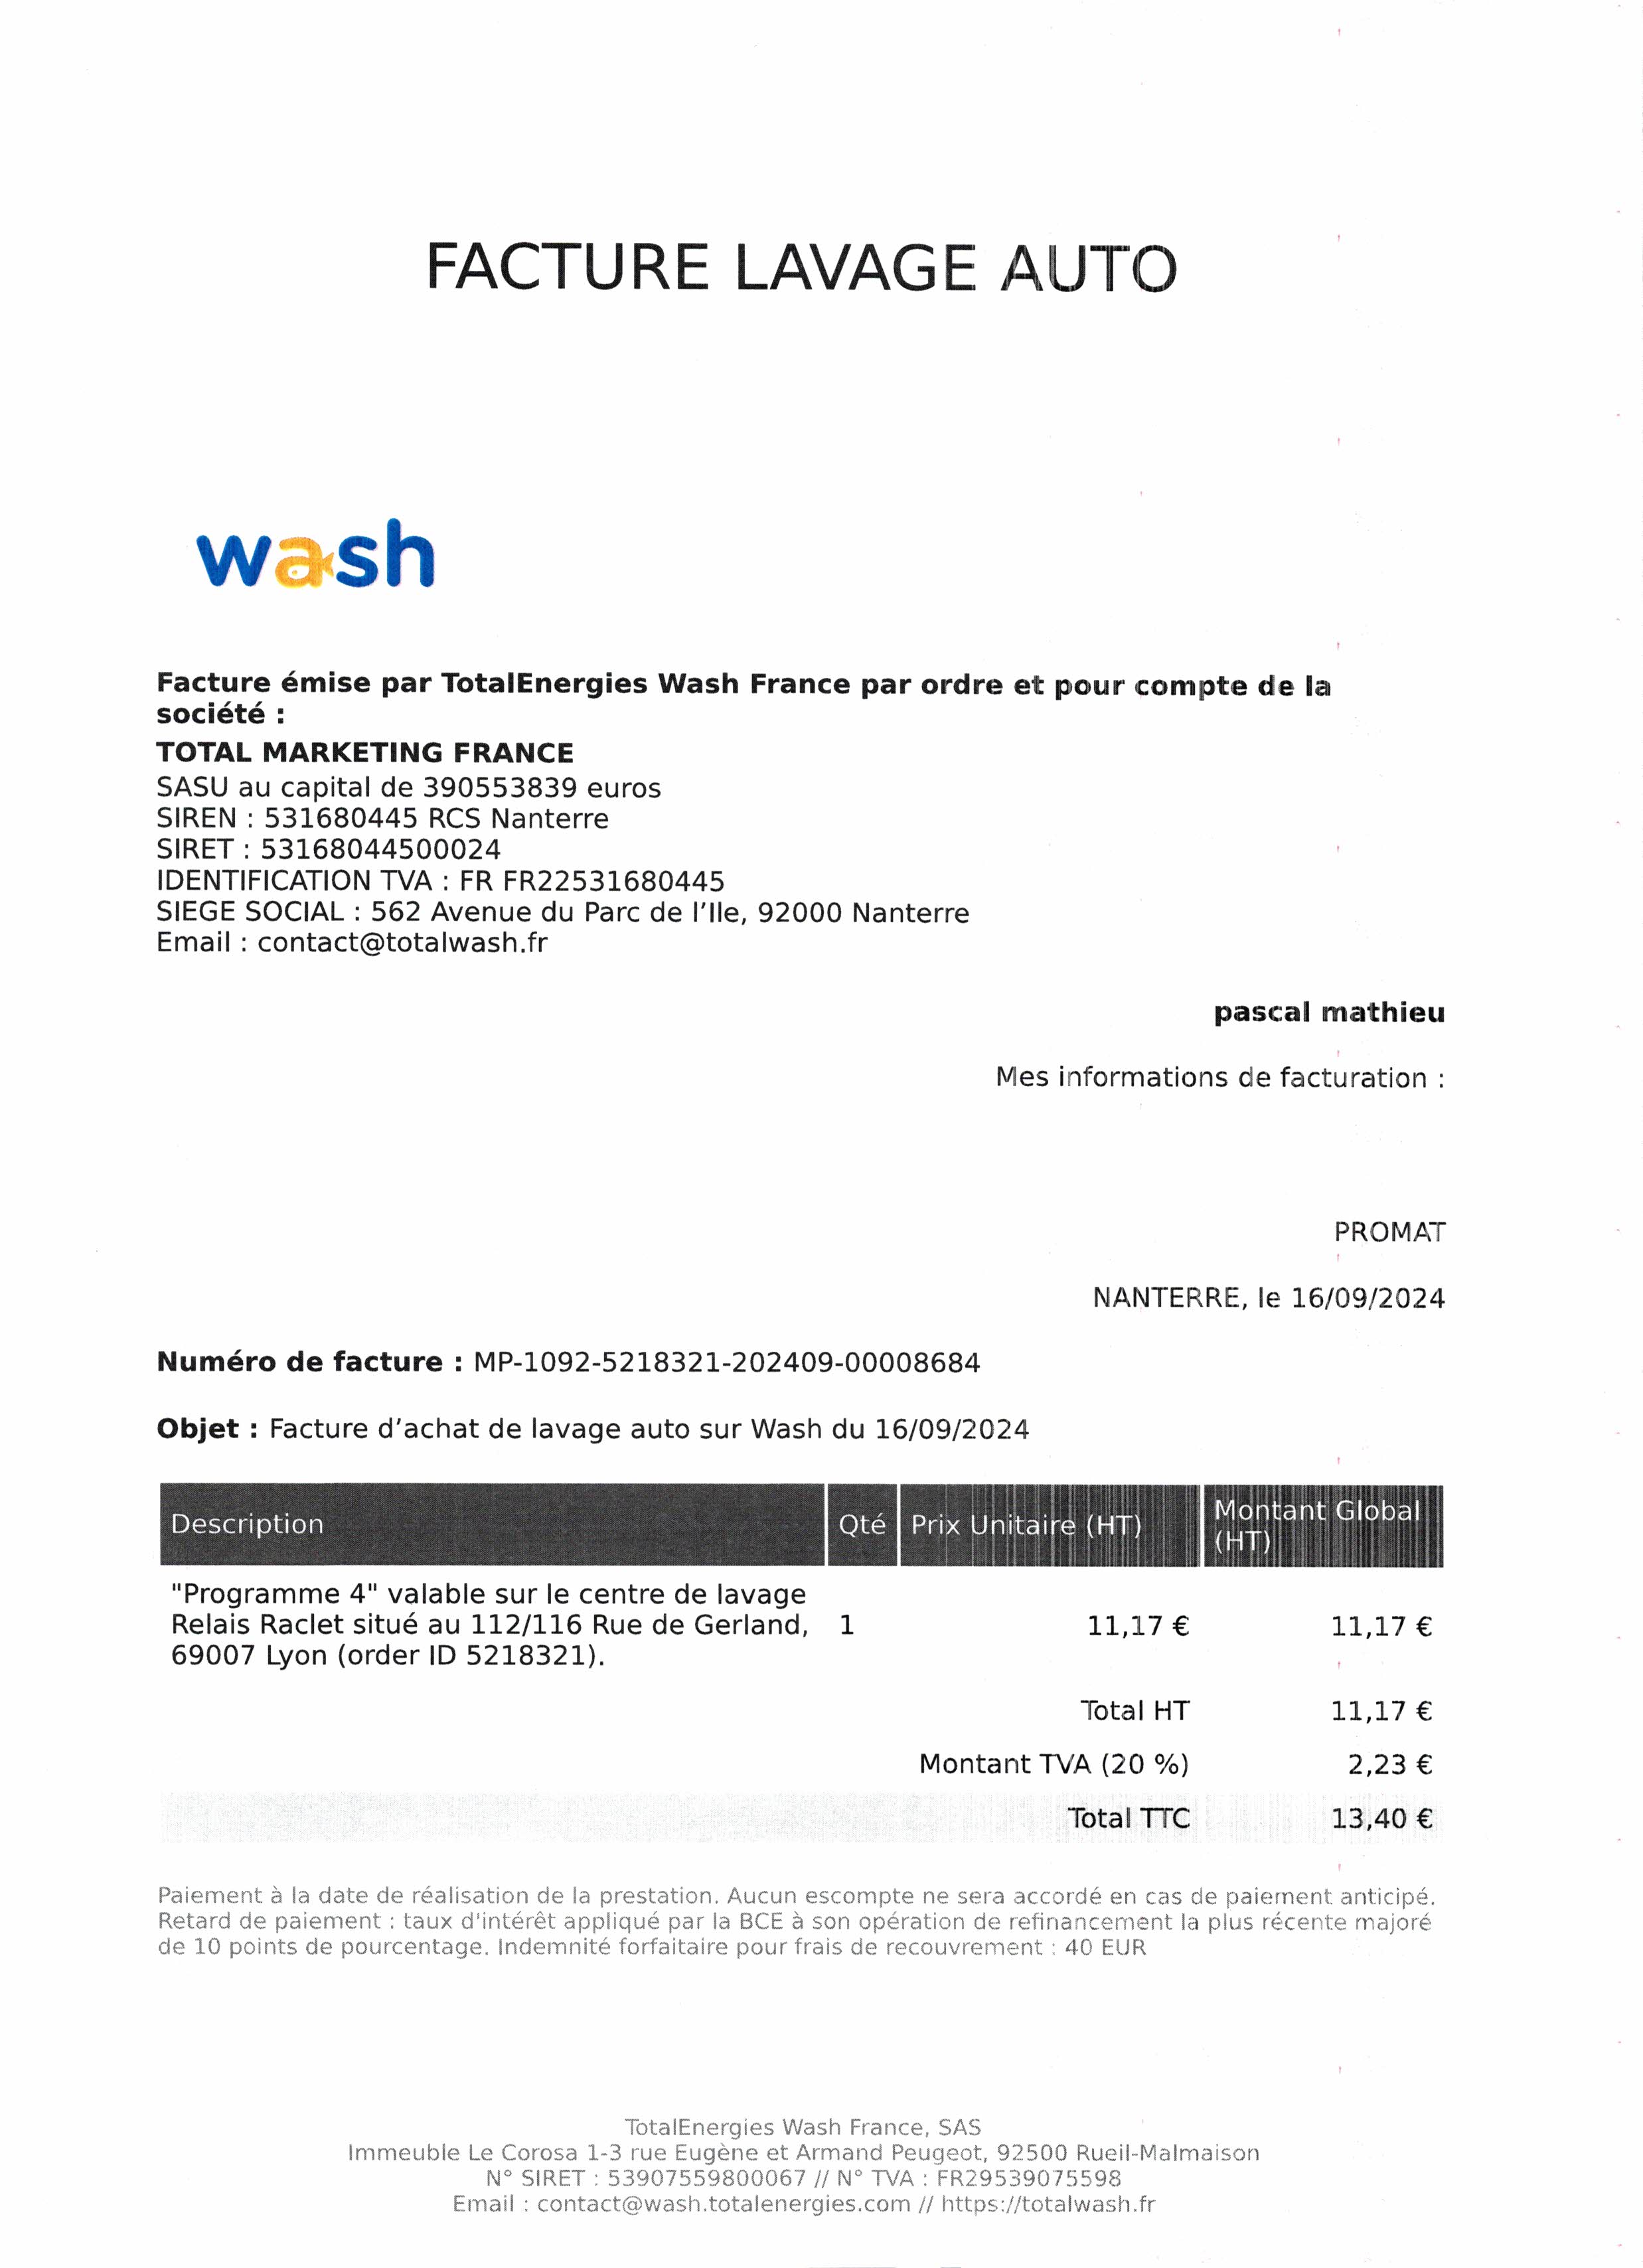 FACTURE LAVAGE AUTO
wash
Facture émise par TotalEnergies Wash France par ordre et pour compte de la
société :
TOTAL MARKETING FRANCE
SASU au capital de 390553839 euros
SIREN : 531680445 RCS Nanterre
SIRET : 53168044500024
IDENTIFICATION TVA : FR FR22531680445
SIEGE SOCIAL : 562 Avenue du Parc de l’Ile, 92000 Nanterre
Email : contact@totalwash.fr
pascal mathieu
Mes informations de facturation :
PROMAT
NANTERRE, le 16/09/2024
Numéro de facture : MP-1092-5218321-202409-00008684
Objet : Facture d’achat de lavage auto sur Wash du 16/09/2024
Description Qté Prix Unitaire (HT) Montant Global
(HT)
"Programme 4" valable sur le centre de lavage
Relais Raclet situé au 112/116 Rue de Gerland, 1 11,17 € 11,17 €
69007 Lyon (order ID 5218321).
Total HT 11,17 €
Montant TVA (20 %) 2,23 €
Total TTC 13,40 €
Paiement à la date de réalisation de la prestation. Aucun escompte ne sera accordé en cas de paiement anticipé.
Retard de paiement : taux d'intérêt appliqué par la BCE à son opération de refinancement la plus récente majoré
de 10 points de pourcentage. Indemnité forfaitaire pour frais de recouvrement : 40 EUR
TotalEnergies Wash France, SAS
Immeuble Le Corosa 1-3 rue Eugène et Armand Peugeot, 92500 Rueil-Malmaison
N° SIRET : 53907559800067 // N° TVA : FR29539075598
Email : contact@wash.totalenergies.com // https://totalwash.fr